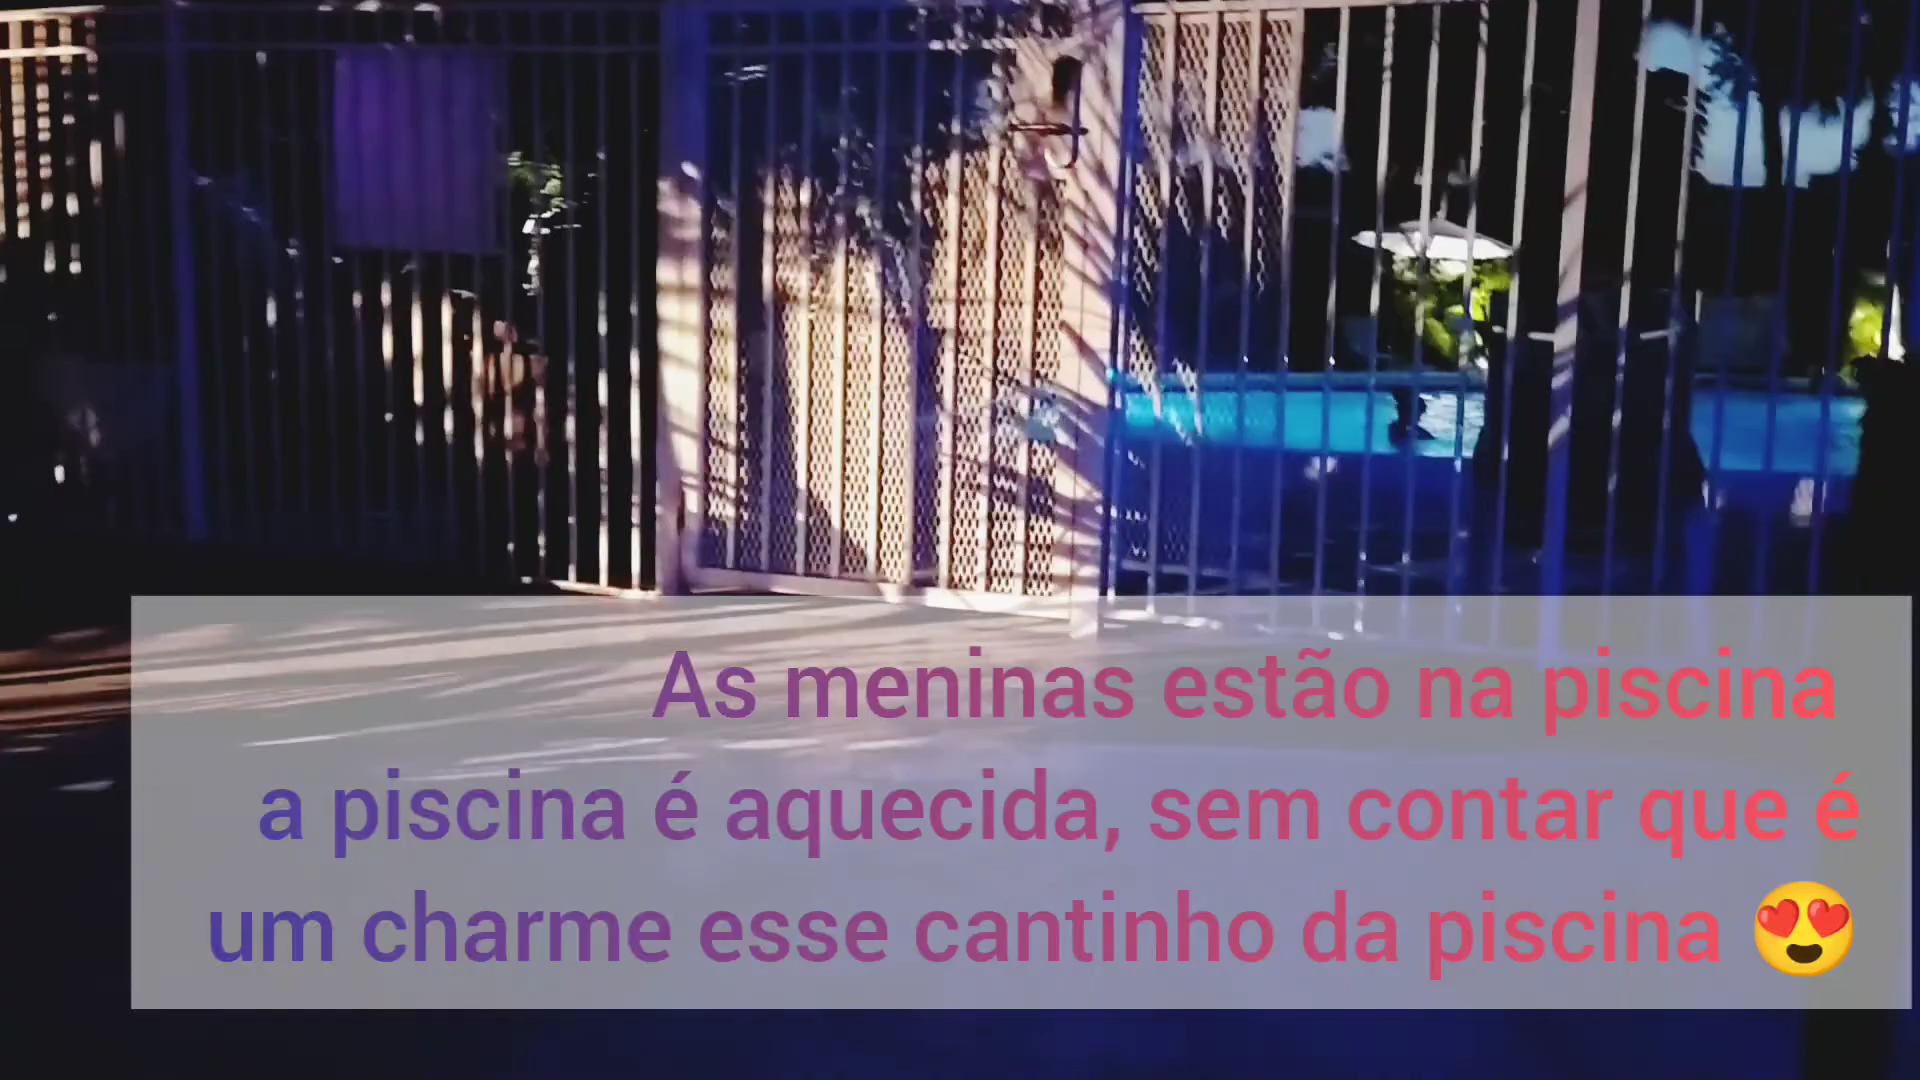 As meninas estão na piscina
a piscina é aquecida, sem contar que é
um charme esse cantinho da piscina 😍